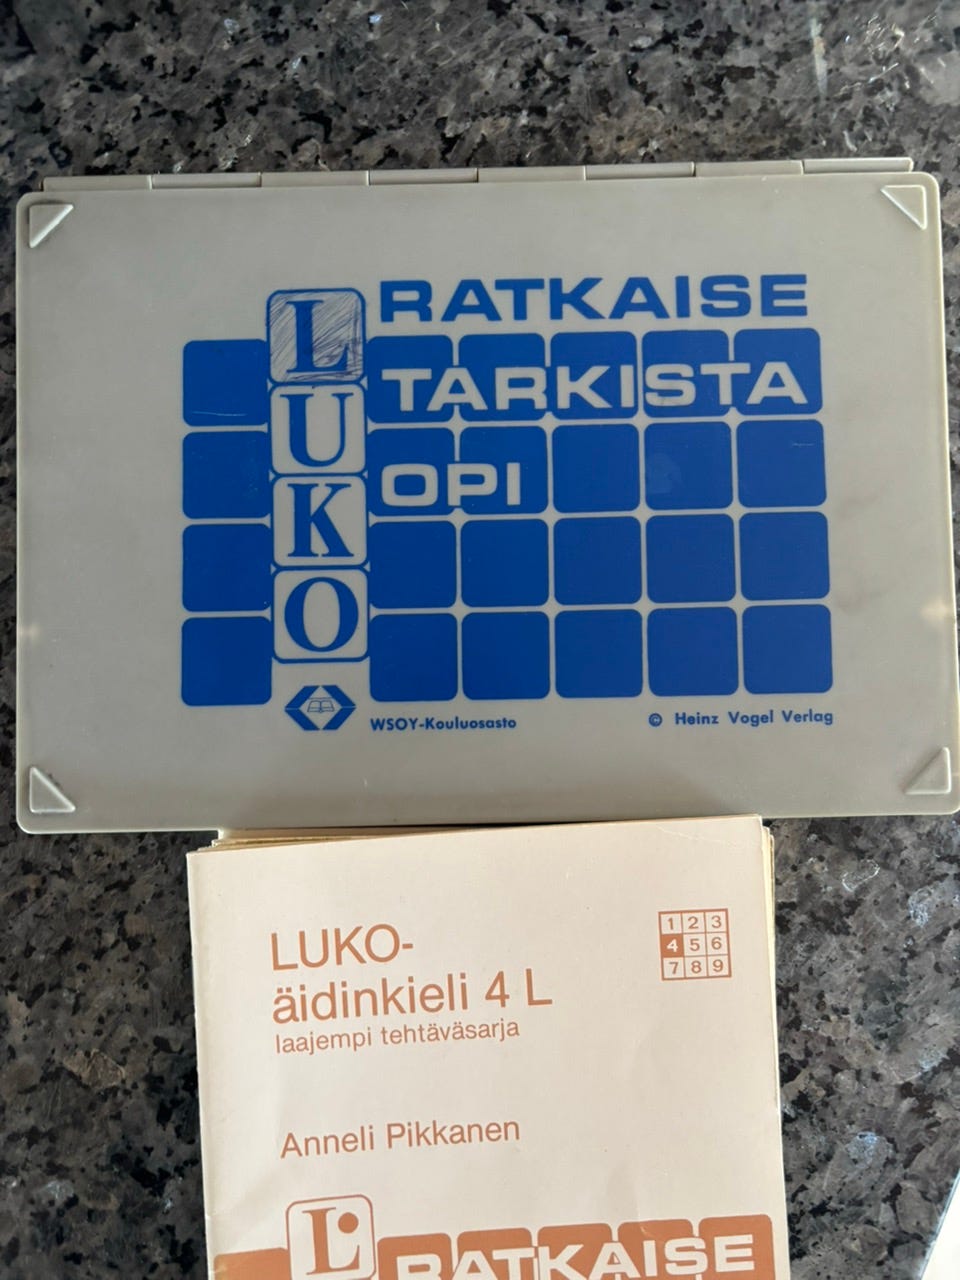 RATKAISE
LUKO
TARKISTA
OPI
WSOY-Kouluosasto
© Heinz Vogel Verlag
LUKO-
äidinkieli 4 L
laajempi tehtäväsarja
1 2 3
4 5 6
7 8 9
Anneli Pikkanen
L
RATKAISE